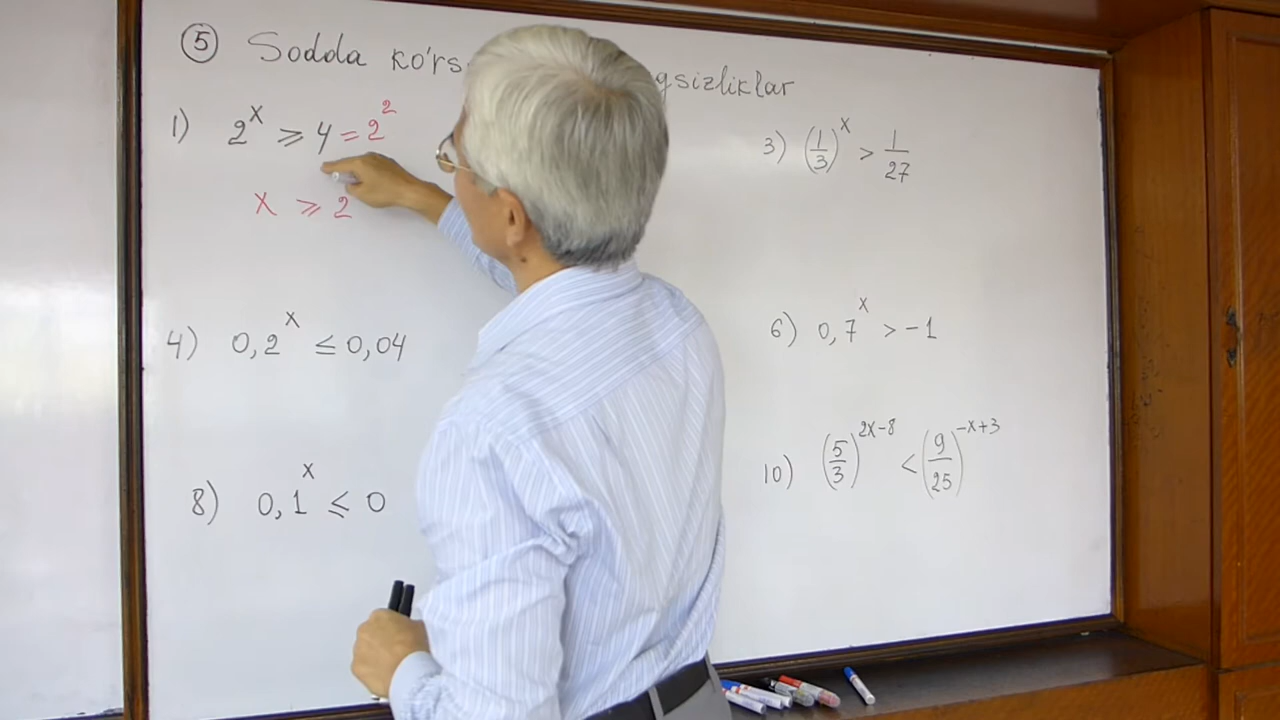 ⑤ Sodda ko'rs gsizliklar
1) 2^x ⩾ 4 = 2^2
x ⩾ 2
3) (1/3)^x > 1/27
4) 0,2^x ≤ 0,04
6) 0,7^x > -1
8) 0,1^x ⩽ 0
10) (5/3)^{2x-8} < (9/25)^{-x+3}